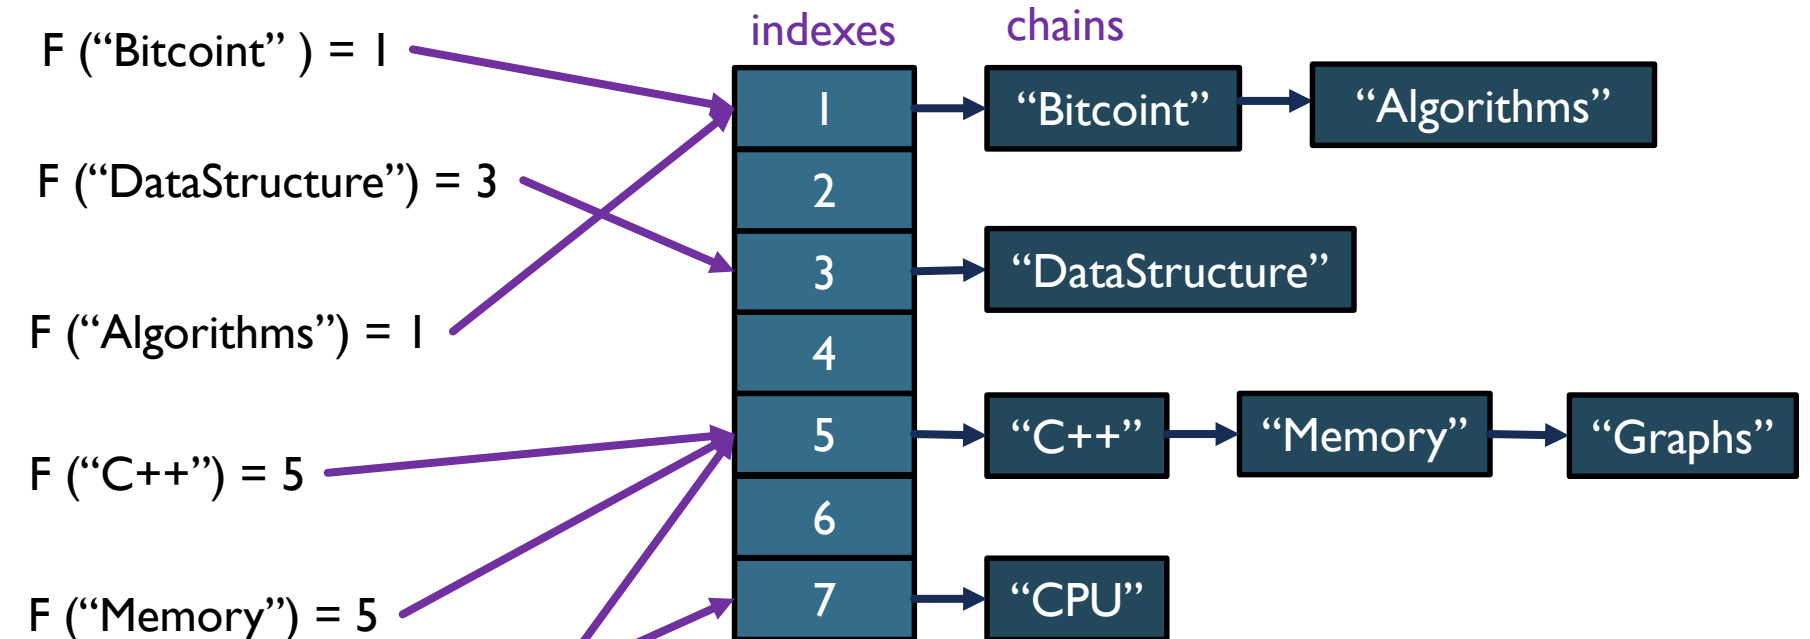 indexes
chains
F (“Bitcoint” ) = 1
F (“DataStructure”) = 3
F (“Algorithms”) = 1
F (“C++”) = 5
F (“Memory”) = 5
1
“Bitcoint”
“Algorithms”
2
3
“DataStructure”
4
5
“C++”
“Memory”
“Graphs”
6
7
“CPU”